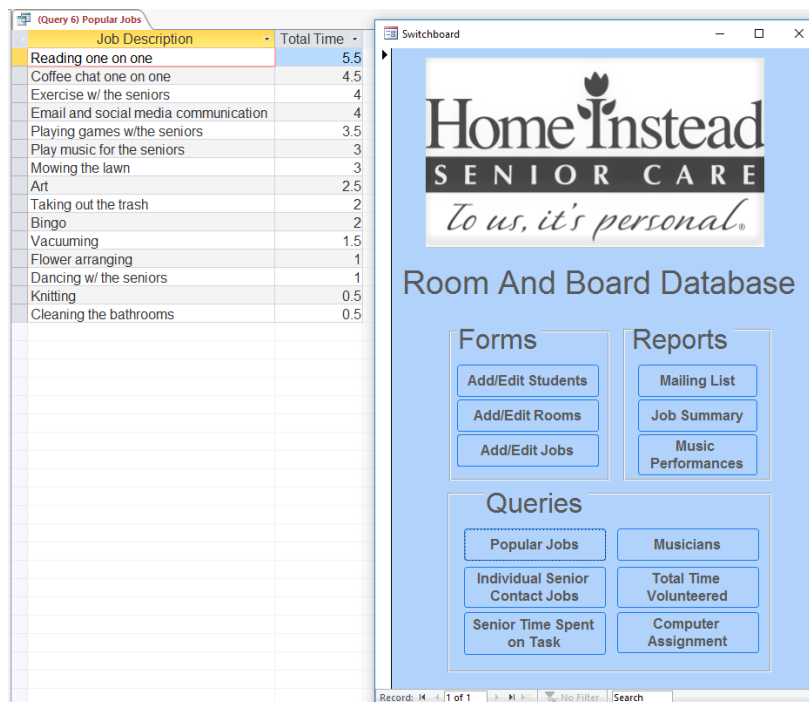 (Query 6) Popular Jobs
Job Description Total Time
Reading one on one 5.5
Coffee chat one on one 4.5
Exercise w/ the seniors 4
Email and social media communication 4
Playing games w/the seniors 3.5
Play music for the seniors 3
Mowing the lawn 3
Art 2.5
Taking out the trash 2
Bingo 2
Vacuuming 1.5
Flower arranging 1
Dancing w/ the seniors 1
Knitting 0.5
Cleaning the bathrooms 0.5
Switchboard
Home Instead
SENIOR CARE
To us, it's personal.®
Room And Board Database
Forms
Add/Edit Students
Add/Edit Rooms
Add/Edit Jobs
Reports
Mailing List
Job Summary
Music
Performances
Queries
Popular Jobs
Musicians
Individual Senior
Contact Jobs
Total Time
Volunteered
Senior Time Spent
on Task
Computer
Assignment
Record: 1 of 1 No Filter Search